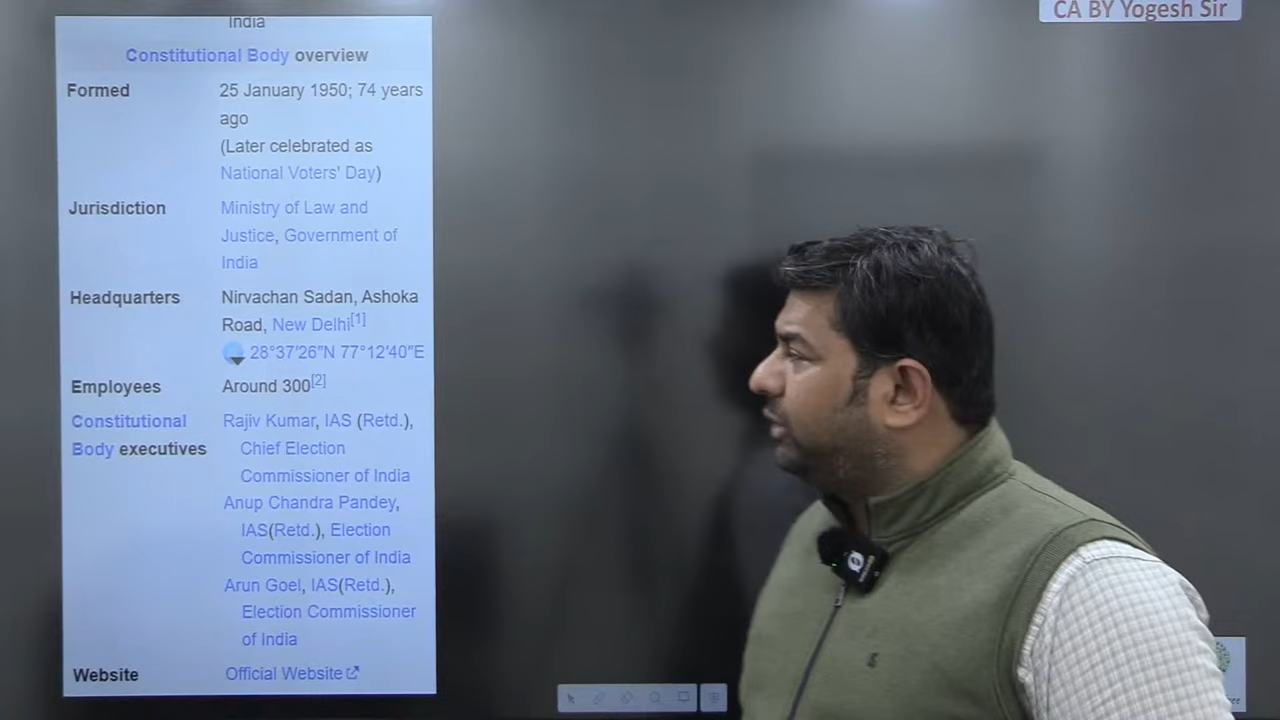 India
CA BY Yogesh Sir
Constitutional Body overview
Formed 25 January 1950; 74 years
ago
(Later celebrated as
National Voters' Day)
Jurisdiction Ministry of Law and
Justice, Government of
India
Headquarters Nirvachan Sadan, Ashoka
Road, New Delhi[1]
28°37′26″N 77°12′40″E
Employees Around 300[2]
Constitutional Rajiv Kumar, IAS (Retd.),
Body executives Chief Election
Commissioner of India
Anup Chandra Pandey,
IAS(Retd.), Election
Commissioner of India
Arun Goel, IAS(Retd.),
Election Commissioner
of India
Website Official Website